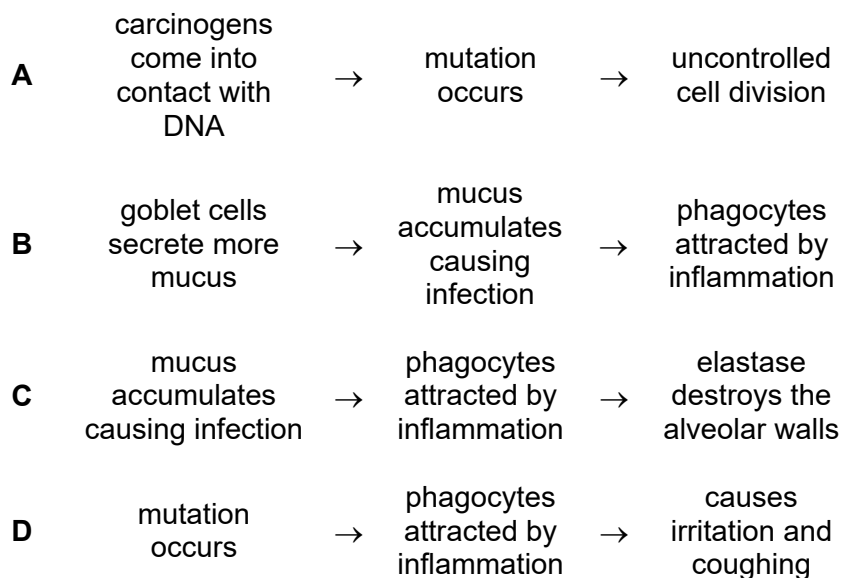 carcinogens
come into
contact with
DNA
A → mutation
occurs → uncontrolled
cell division
goblet cells
secrete more
mucus
B → mucus
accumulates
causing
infection → phagocytes
attracted by
inflammation
mucus
accumulates
causing infection
C → phagocytes
attracted by
inflammation → elastase
destroys the
alveolar walls
D mutation
occurs → phagocytes
attracted by
inflammation → causes
irritation and
coughing